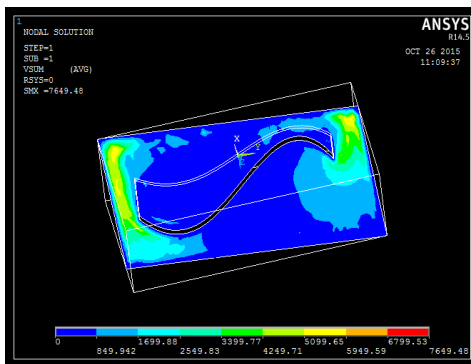 1
NODAL SOLUTION
STEP=1
SUB =1
VSUM (AVG)
RSYS=0
SMX =7649.48
ANSYS
R14.5
OCT 26 2015
11:09:37
X
Y
0 1699.88 3399.77 5099.65 6799.53
849.942 2549.83 4249.71 5949.59 7649.48